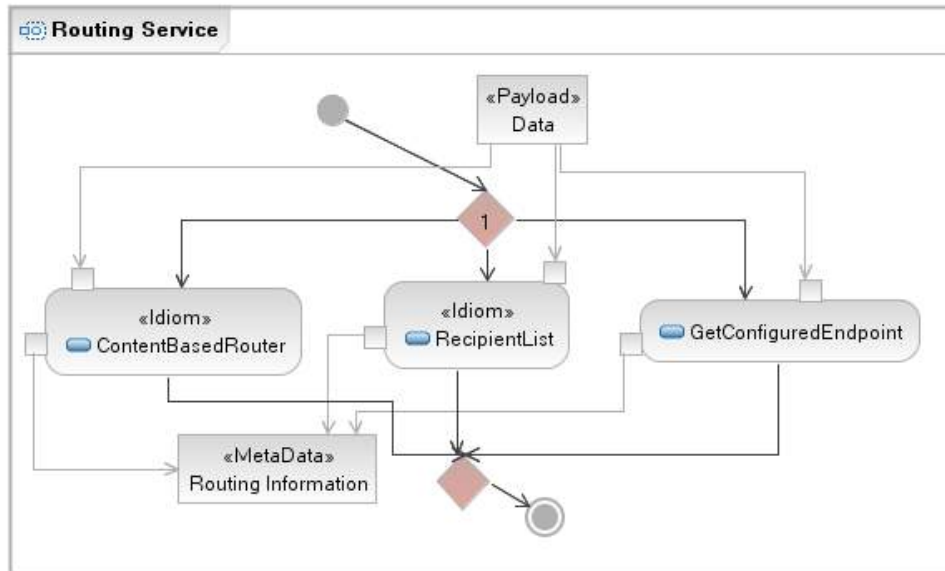 Routing Service
«Payload»
Data
1
«Idiom»
ContentBasedRouter
«Idiom»
RecipientList
GetConfiguredEndpoint
«MetaData»
Routing Information